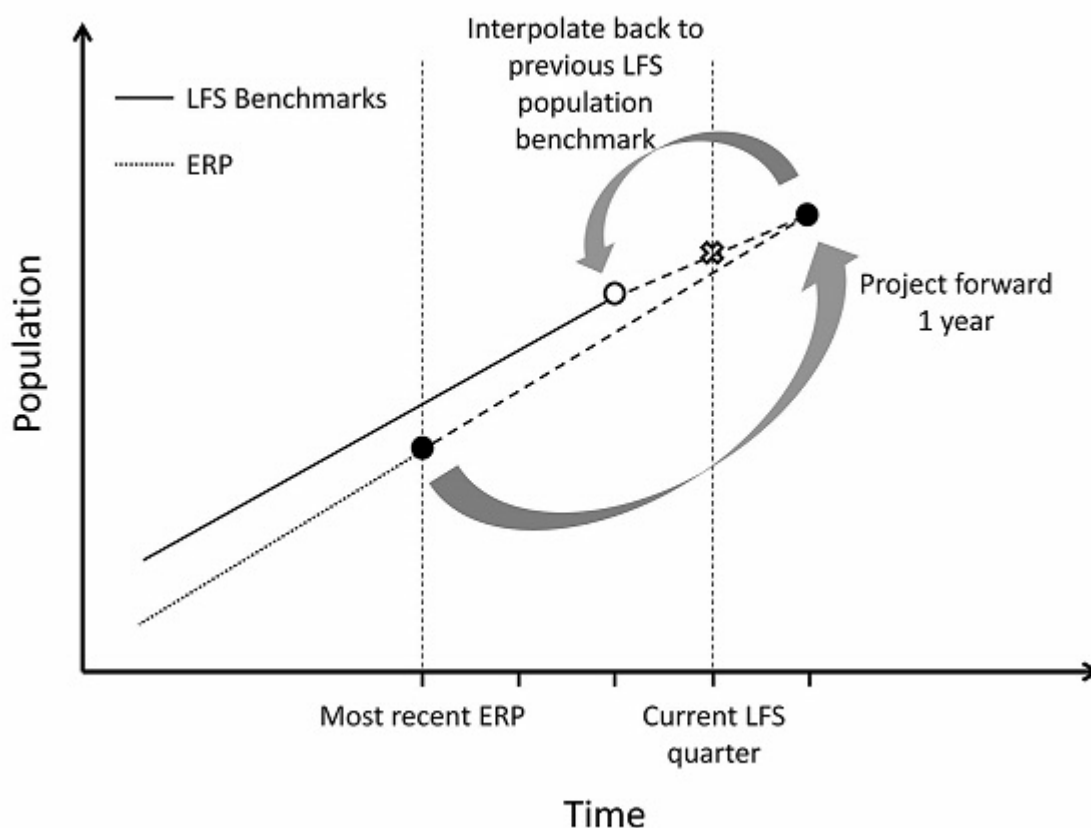 Interpolate back to
previous LFS
population
benchmark
LFS Benchmarks
ERP
Project forward
1 year
Population
Most recent ERP
Current LFS
quarter
Time